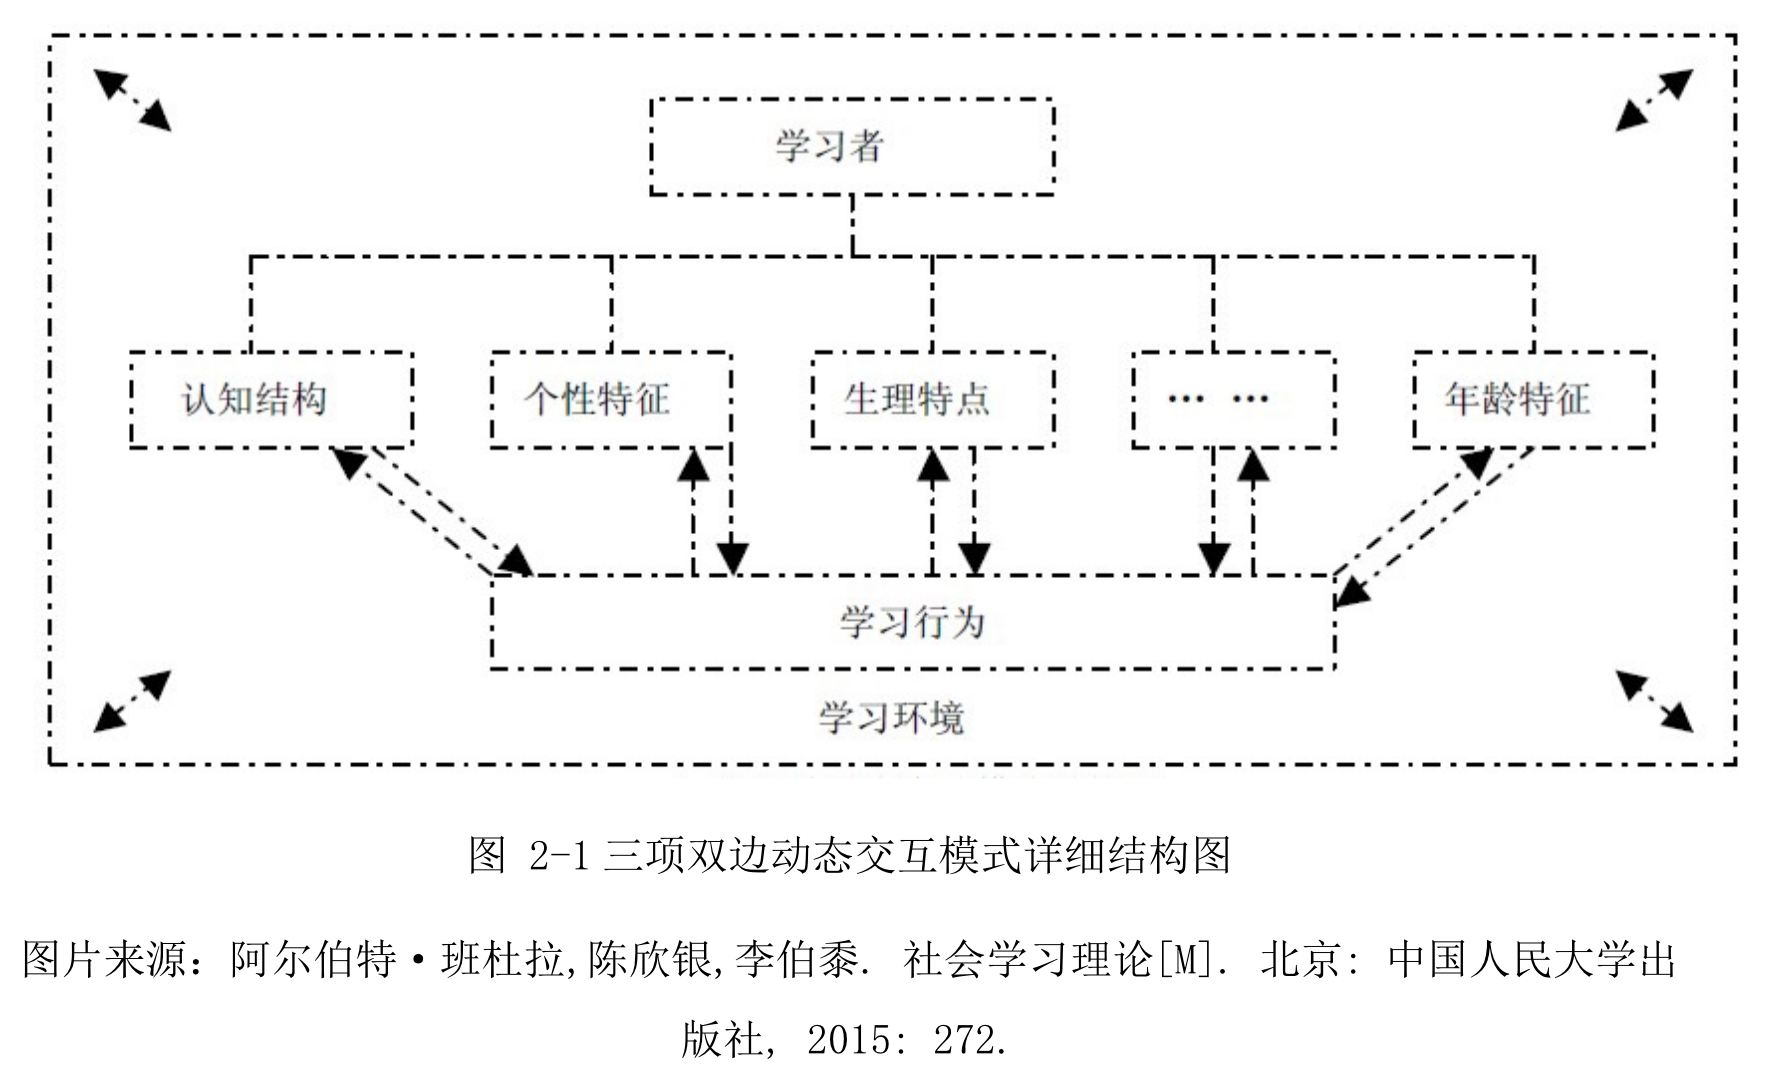 学习者
认知结构
个性特征
生理特点
… …
年龄特征
学习行为
学习环境
图 2-1 三项双边动态交互模式详细结构图
图片来源：阿尔伯特·班杜拉,陈欣银,李伯黍. 社会学习理论[M]. 北京: 中国人民大学出
版社, 2015: 272.